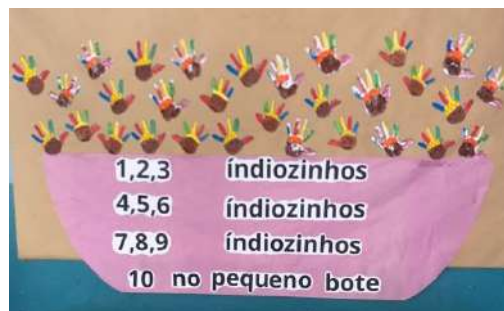 1,2,3 índiozinhos
4,5,6 índiozinhos
7,8,9 índiozinhos
10 no pequeno bote